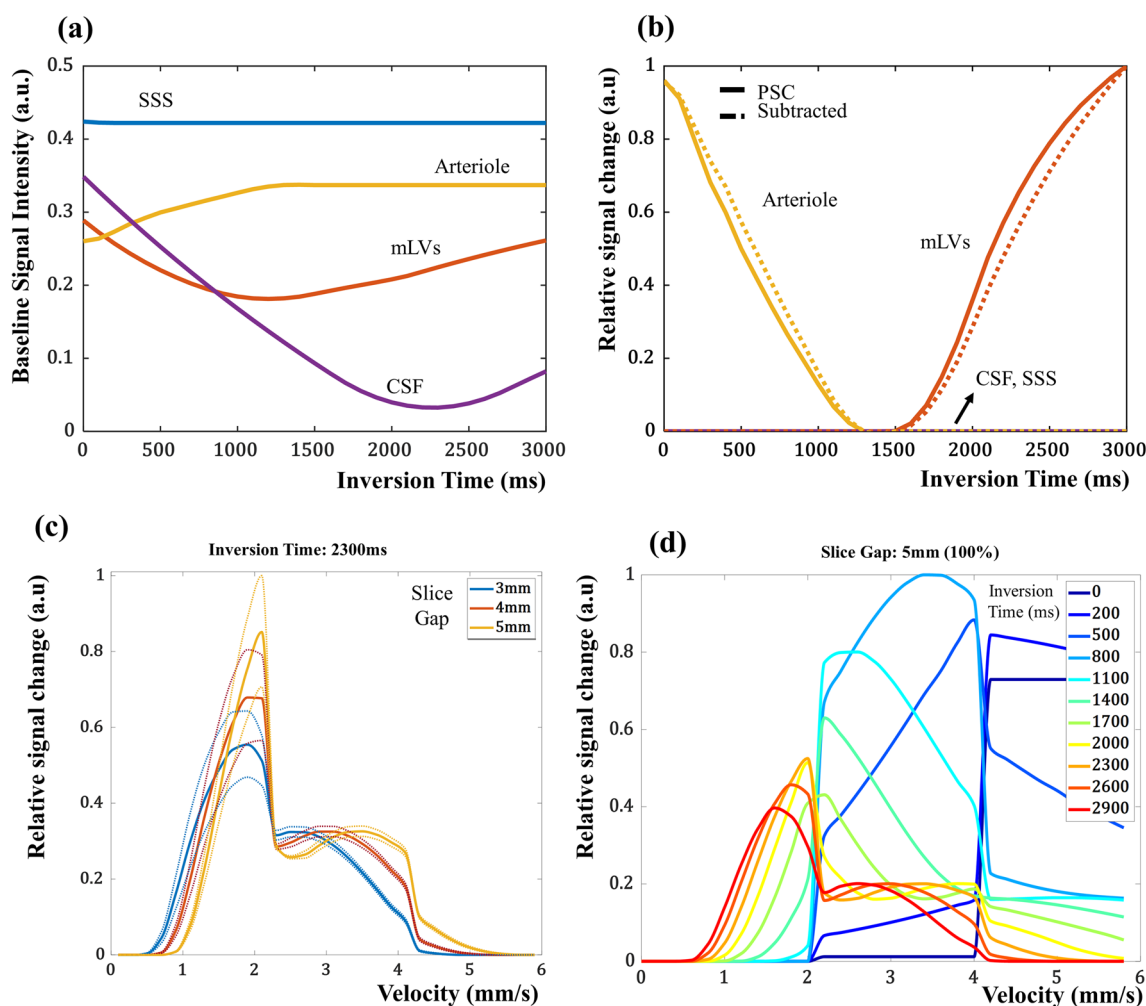 (a)
0.5
0.4
0.3
0.2
0.1
0
0 500 1000 1500 2000 2500 3000
Baseline Signal Intensity (a.u.)
Inversion Time (ms)
SSS
Arteriole
mLVs
CSF
(b)
1
0.8
0.6
0.4
0.2
0
0 500 1000 1500 2000 2500 3000
Relative signal change (a.u)
Inversion Time (ms)
PSC
Subtracted
Arteriole
mLVs
CSF, SSS
(c)
Inversion Time: 2300ms
1
0.8
0.6
0.4
0.2
0
0 1 2 3 4 5 6
Relative signal change (a.u)
Velocity (mm/s)
Slice
Gap
3mm
4mm
5mm
(d)
Slice Gap: 5mm (100%)
1
0.8
0.6
0.4
0.2
0
0 1 2 3 4 5 6
Relative signal change (a.u)
Velocity (mm/s)
Inversion
Time (ms)
0
200
500
800
1100
1400
1700
2000
2300
2600
2900